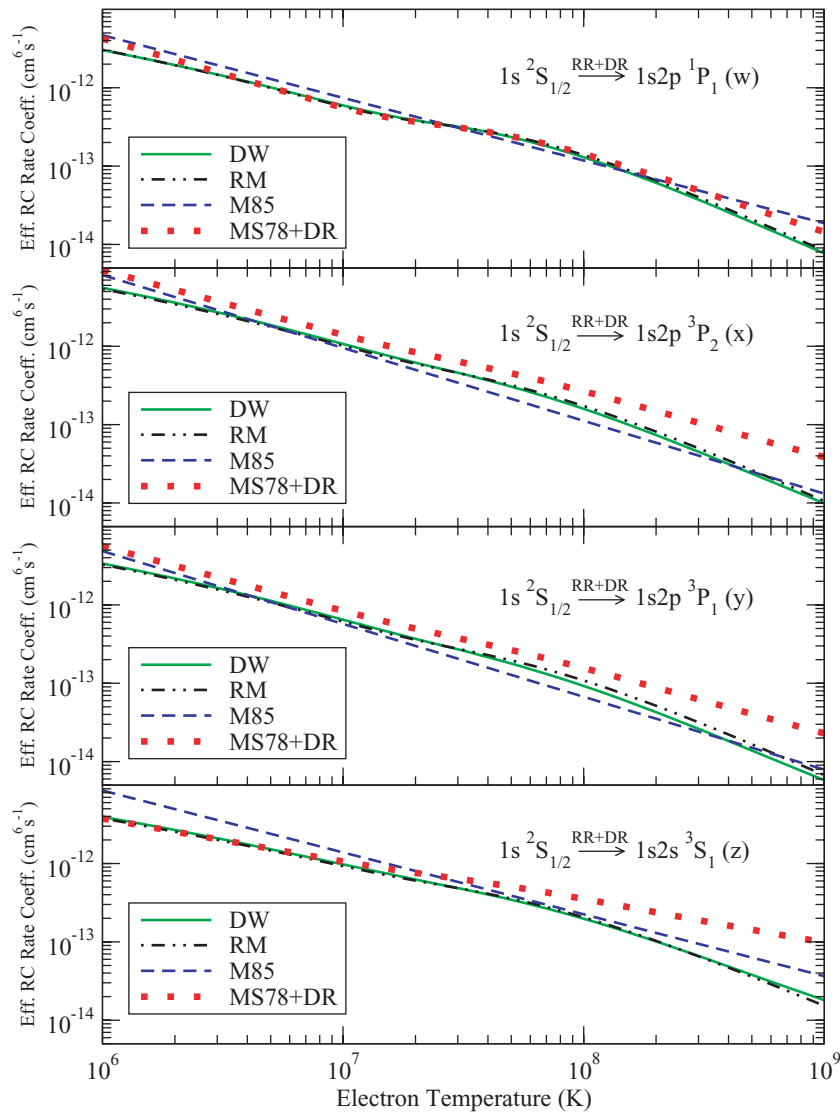 Eff. RC Rate Coeff. (cm⁶s⁻¹)
10⁻¹²
10⁻¹³
10⁻¹⁴
1s ²S₁/₂ RR+DR → 1s2p ¹P₁ (w)
DW
RM
M85
MS78+DR
Eff. RC Rate Coeff. (cm⁶s⁻¹)
10⁻¹²
10⁻¹³
10⁻¹⁴
1s ²S₁/₂ RR+DR → 1s2p ³P₂ (x)
DW
RM
M85
MS78+DR
Eff. RC Rate Coeff. (cm⁶s⁻¹)
10⁻¹²
10⁻¹³
10⁻¹⁴
1s ²S₁/₂ RR+DR → 1s2p ³P₁ (y)
DW
RM
M85
MS78+DR
Eff. RC Rate Coeff. (cm⁶s⁻¹)
10⁻¹²
10⁻¹³
10⁻¹⁴
1s ²S₁/₂ RR+DR → 1s2s ³S₁ (z)
DW
RM
M85
MS78+DR
10⁶ 10⁷ 10⁸ 10⁹
Electron Temperature (K)